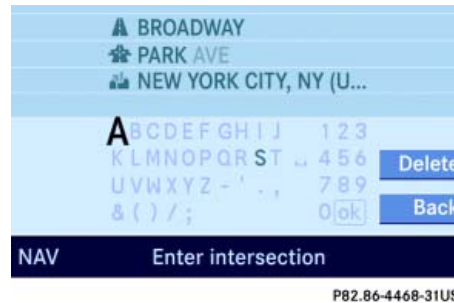 BROADWAY
PARK AVE
NEW YORK CITY, NY (U...
ABCDEFGHIJ 123
KLMNOPQRST ␣ 456 Delete
UVWXYZ-'., 789
&()/; 0 ok Back
NAV Enter intersection
P82.86-4468-31US